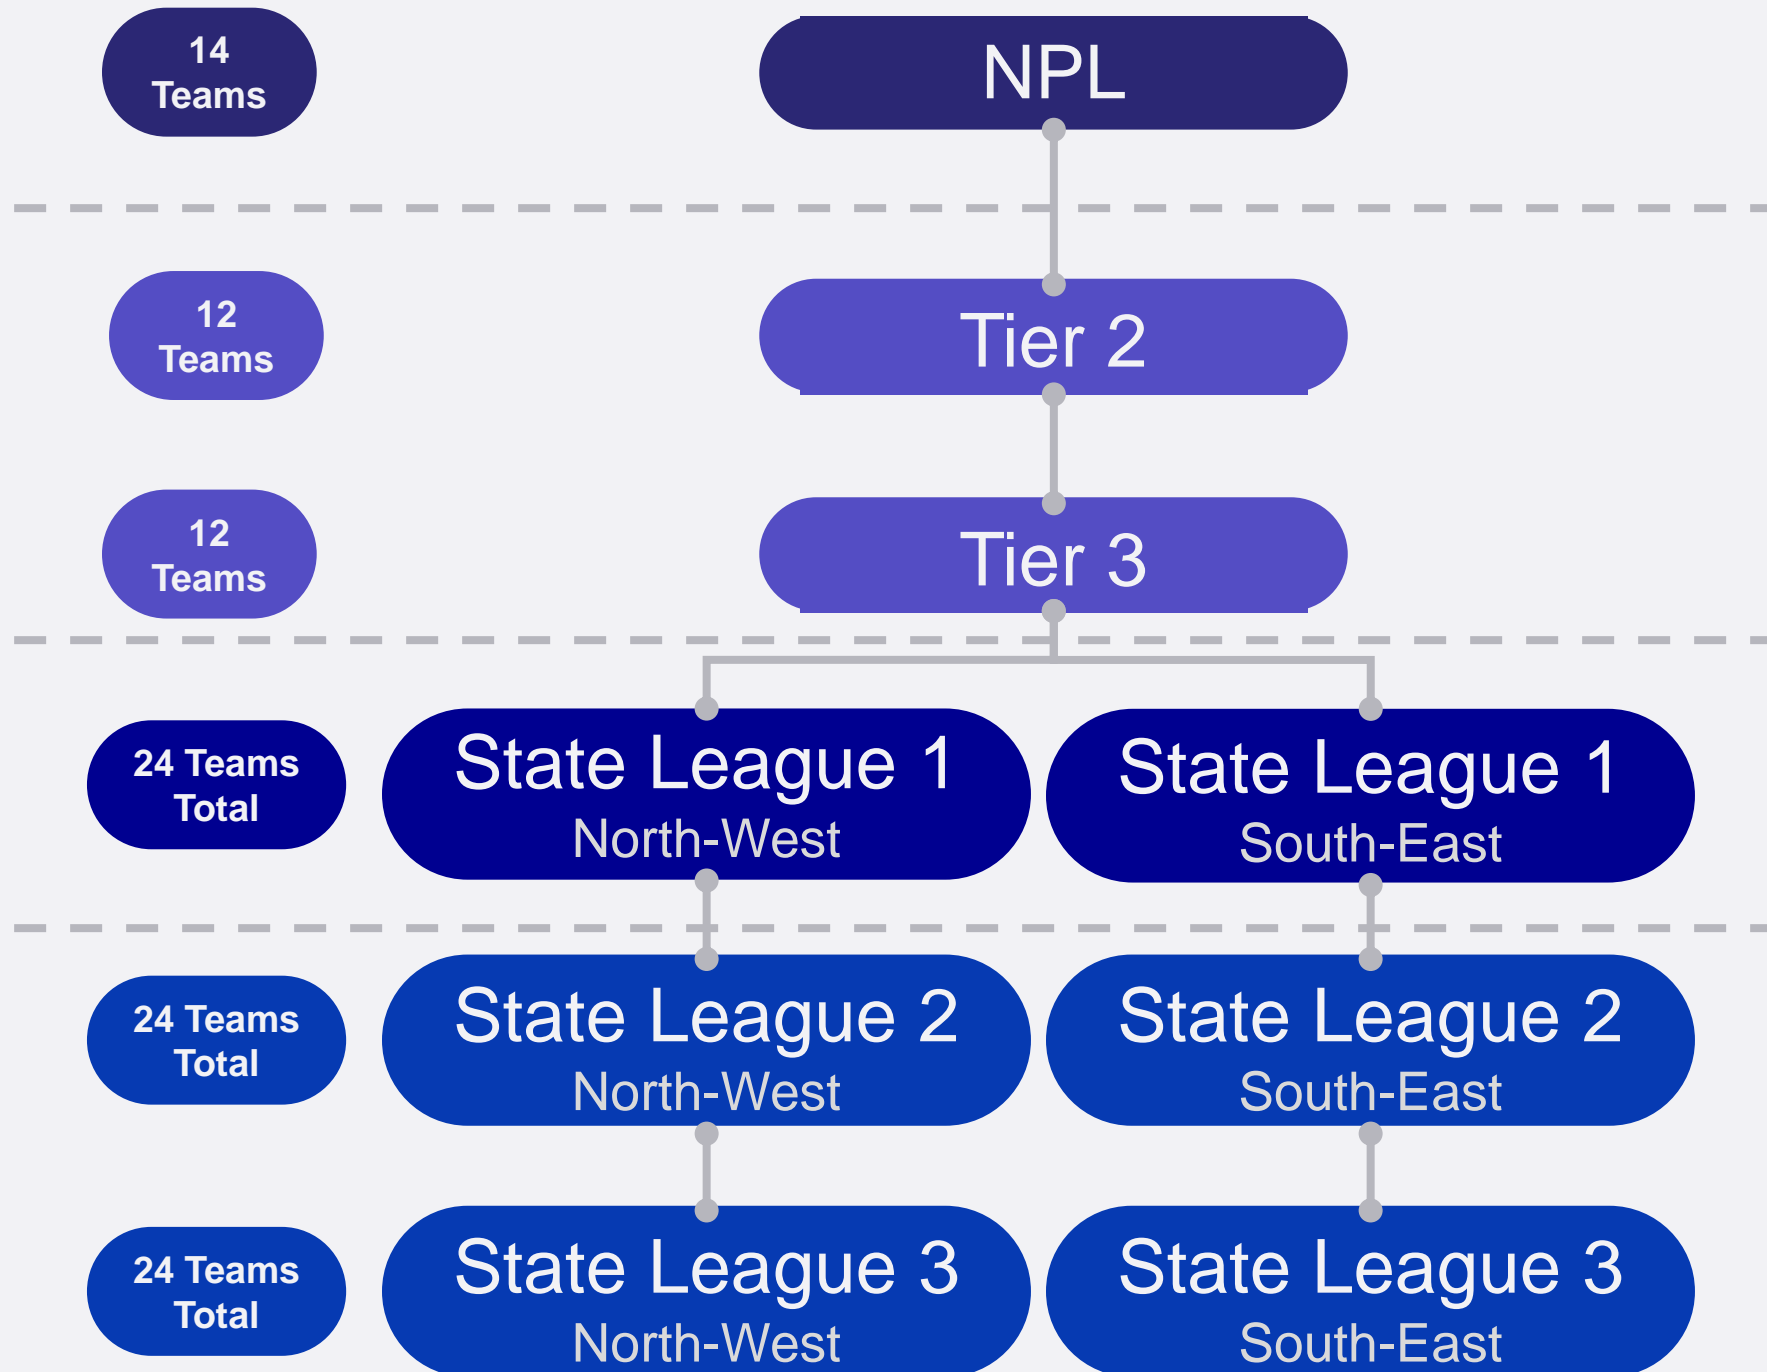 14
Teams
NPL
12
Teams
Tier 2
12
Teams
Tier 3
24 Teams
Total
State League 1
North-West
State League 1
South-East
24 Teams
Total
State League 2
North-West
State League 2
South-East
24 Teams
Total
State League 3
North-West
State League 3
South-East